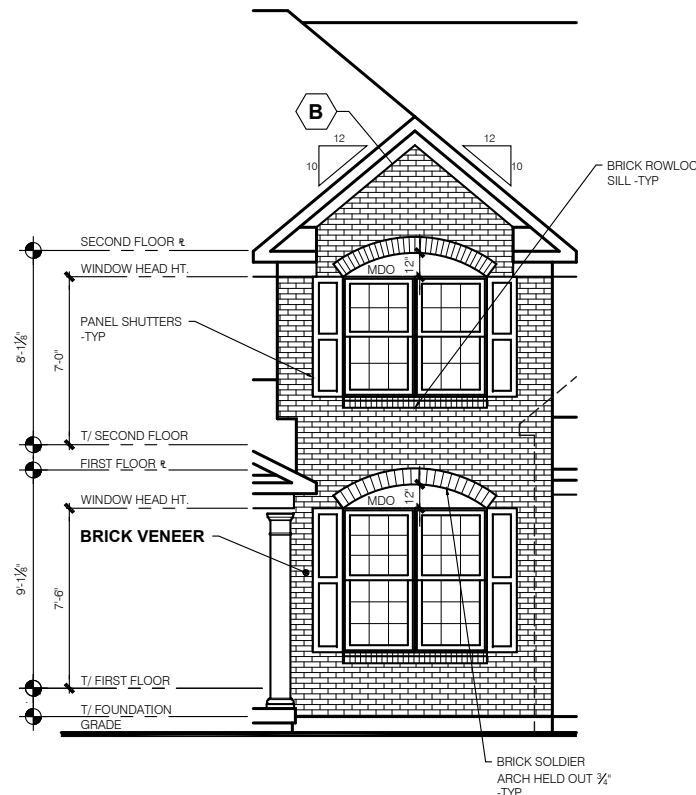 B
12
12
10
10
BRICK ROWLOC
SILL -TYP
SECOND FLOOR ℄
WINDOW HEAD HT.
MDO
12"
PANEL SHUTTERS
-TYP
8'-1⅛"
7'-0"
T/ SECOND FLOOR
FIRST FLOOR ℄
WINDOW HEAD HT.
MDO
12"
BRICK VENEER
9'-1⅛"
7'-6"
T/ FIRST FLOOR
T/ FOUNDATION
GRADE
BRICK SOLDIER
ARCH HELD OUT ¾"
-TYP